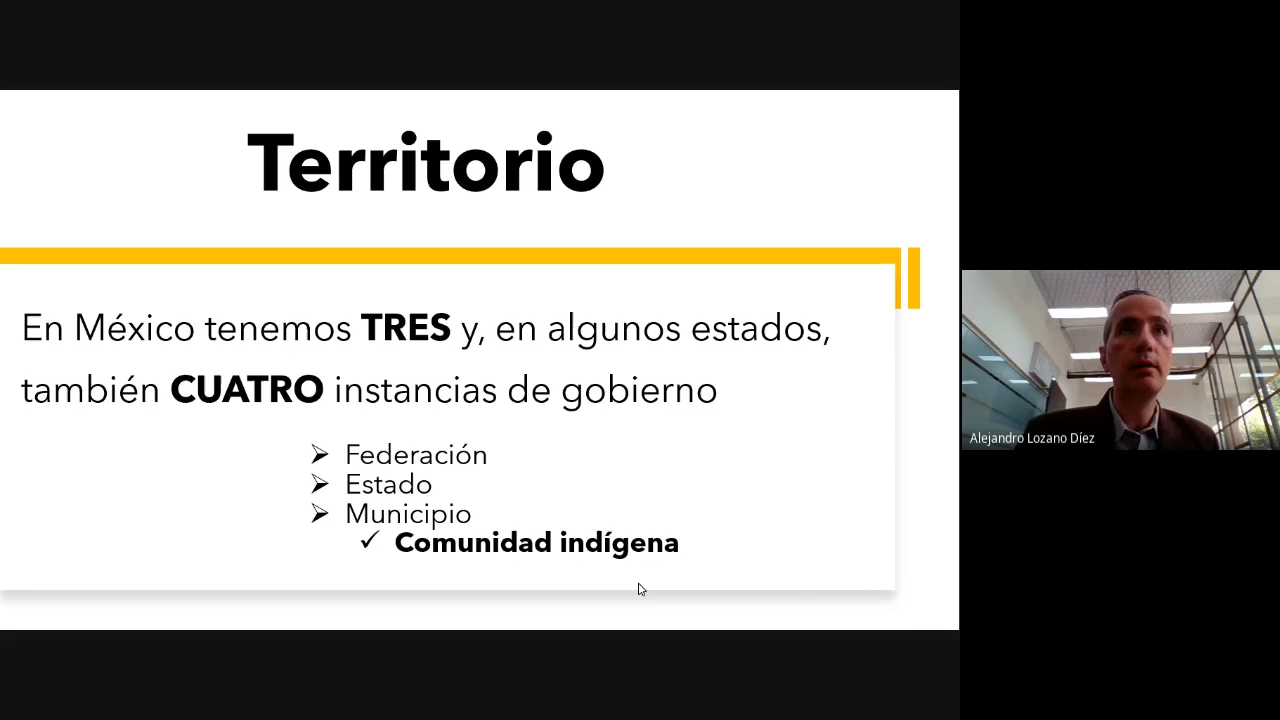 Territorio
En México tenemos TRES y, en algunos estados,
también CUATRO instancias de gobierno
Federación
Estado
Municipio
Comunidad indígena
Alejandro Lozano Díez